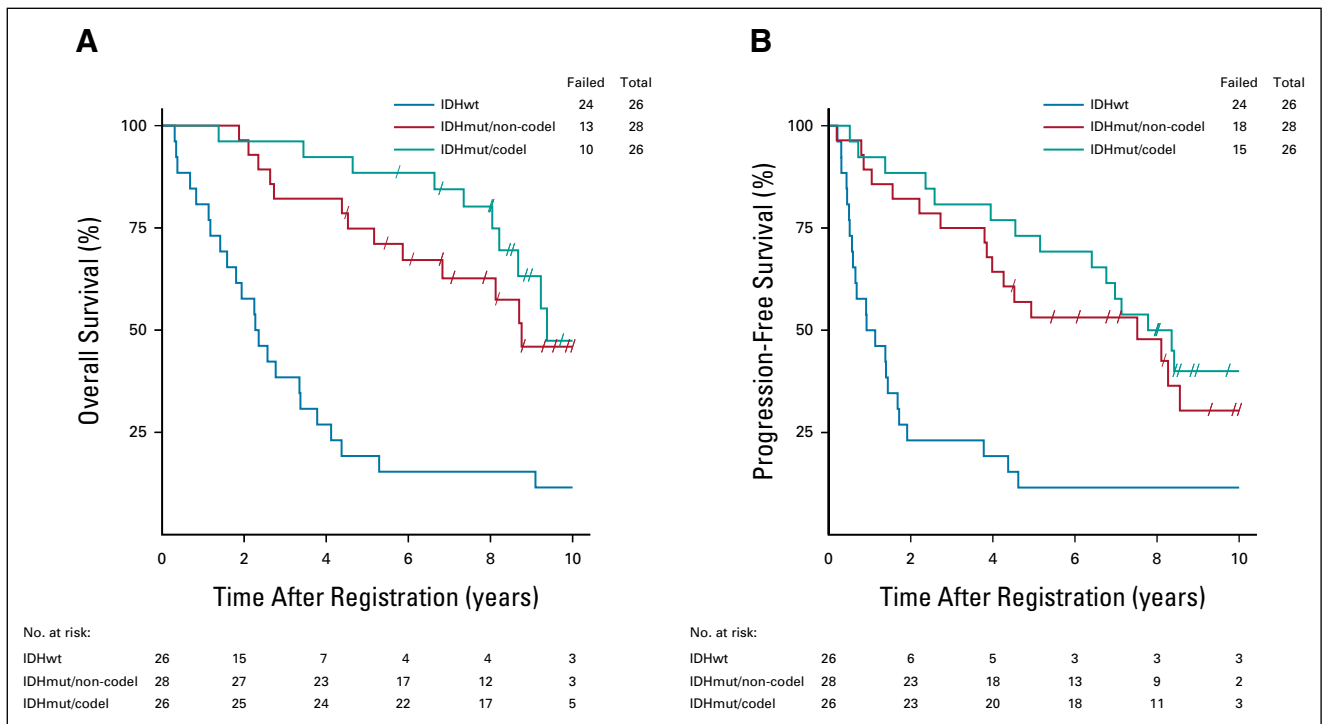 A
Failed Total
IDHwt 24 26
IDHmut/non-codel 13 28
IDHmut/codel 10 26
100
75
50
25
Overall Survival (%)
0 2 4 6 8 10
Time After Registration (years)
No. at risk:
IDHwt 26 15 7 4 4 3
IDHmut/non-codel 28 27 23 17 12 3
IDHmut/codel 26 25 24 22 17 5
B
Failed Total
IDHwt 24 26
IDHmut/non-codel 18 28
IDHmut/codel 15 26
100
75
50
25
Progression-Free Survival (%)
0 2 4 6 8 10
Time After Registration (years)
No. at risk:
IDHwt 26 6 5 3 3 3
IDHmut/non-codel 28 23 18 13 9 2
IDHmut/codel 26 23 20 18 11 3